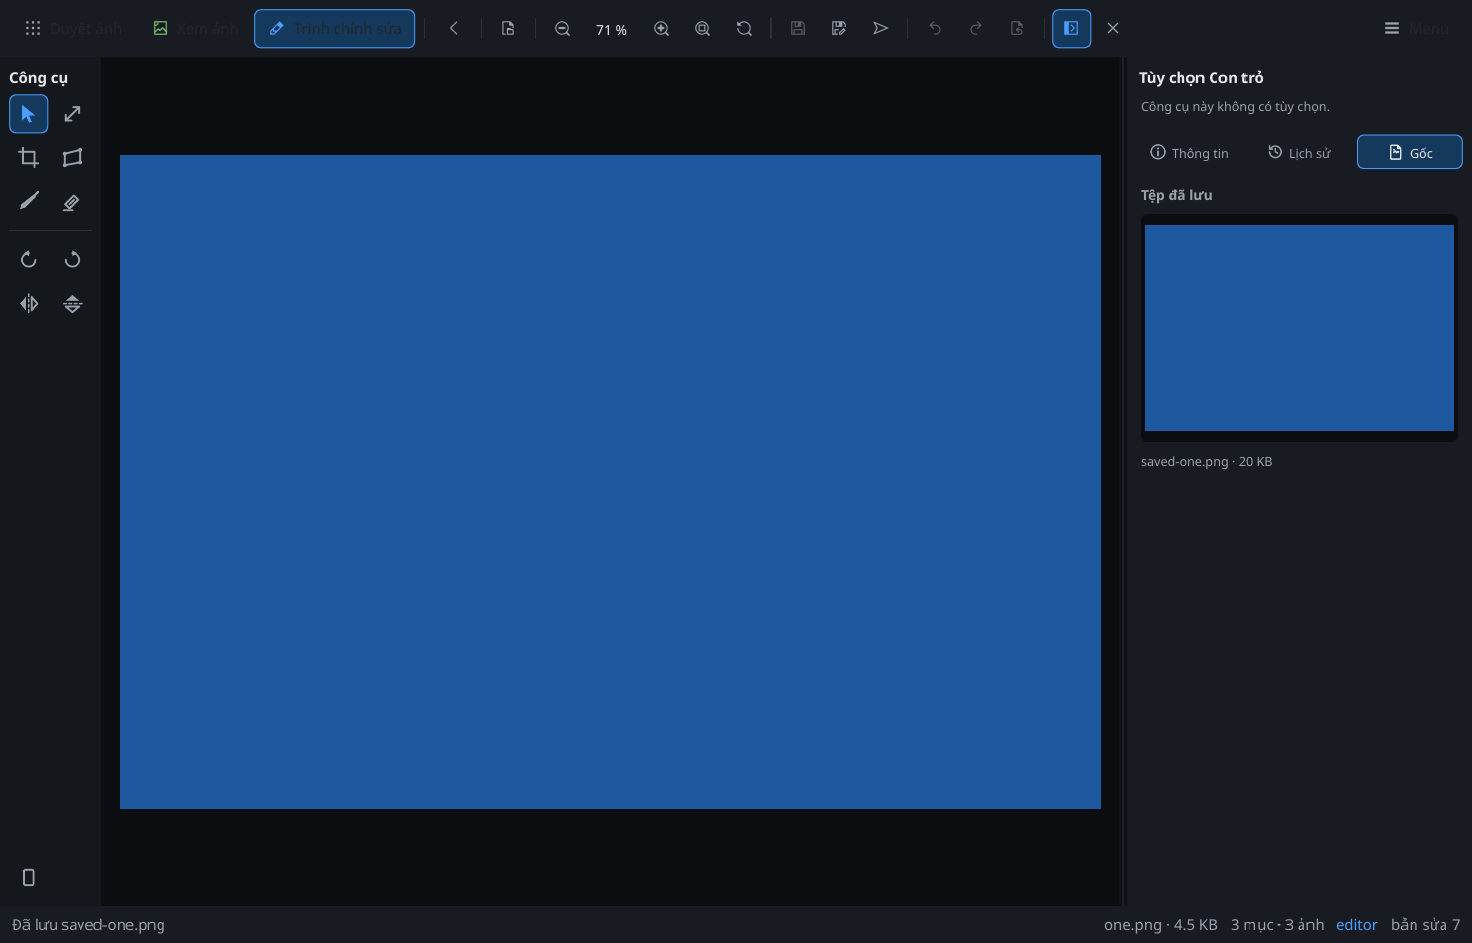 Duyệt ảnh Xem ảnh Trình chỉnh sửa 71 % Menu
Công cụ
Tùy chọn Con trỏ
Công cụ này không có tùy chọn.
Thông tin Lịch sử Gốc
Tệp đã lưu
saved-one.png · 20 KB
Đã lưu saved-one.png one.png · 4.5 KB 3 mục · 3 ảnh editor bản sửa 7